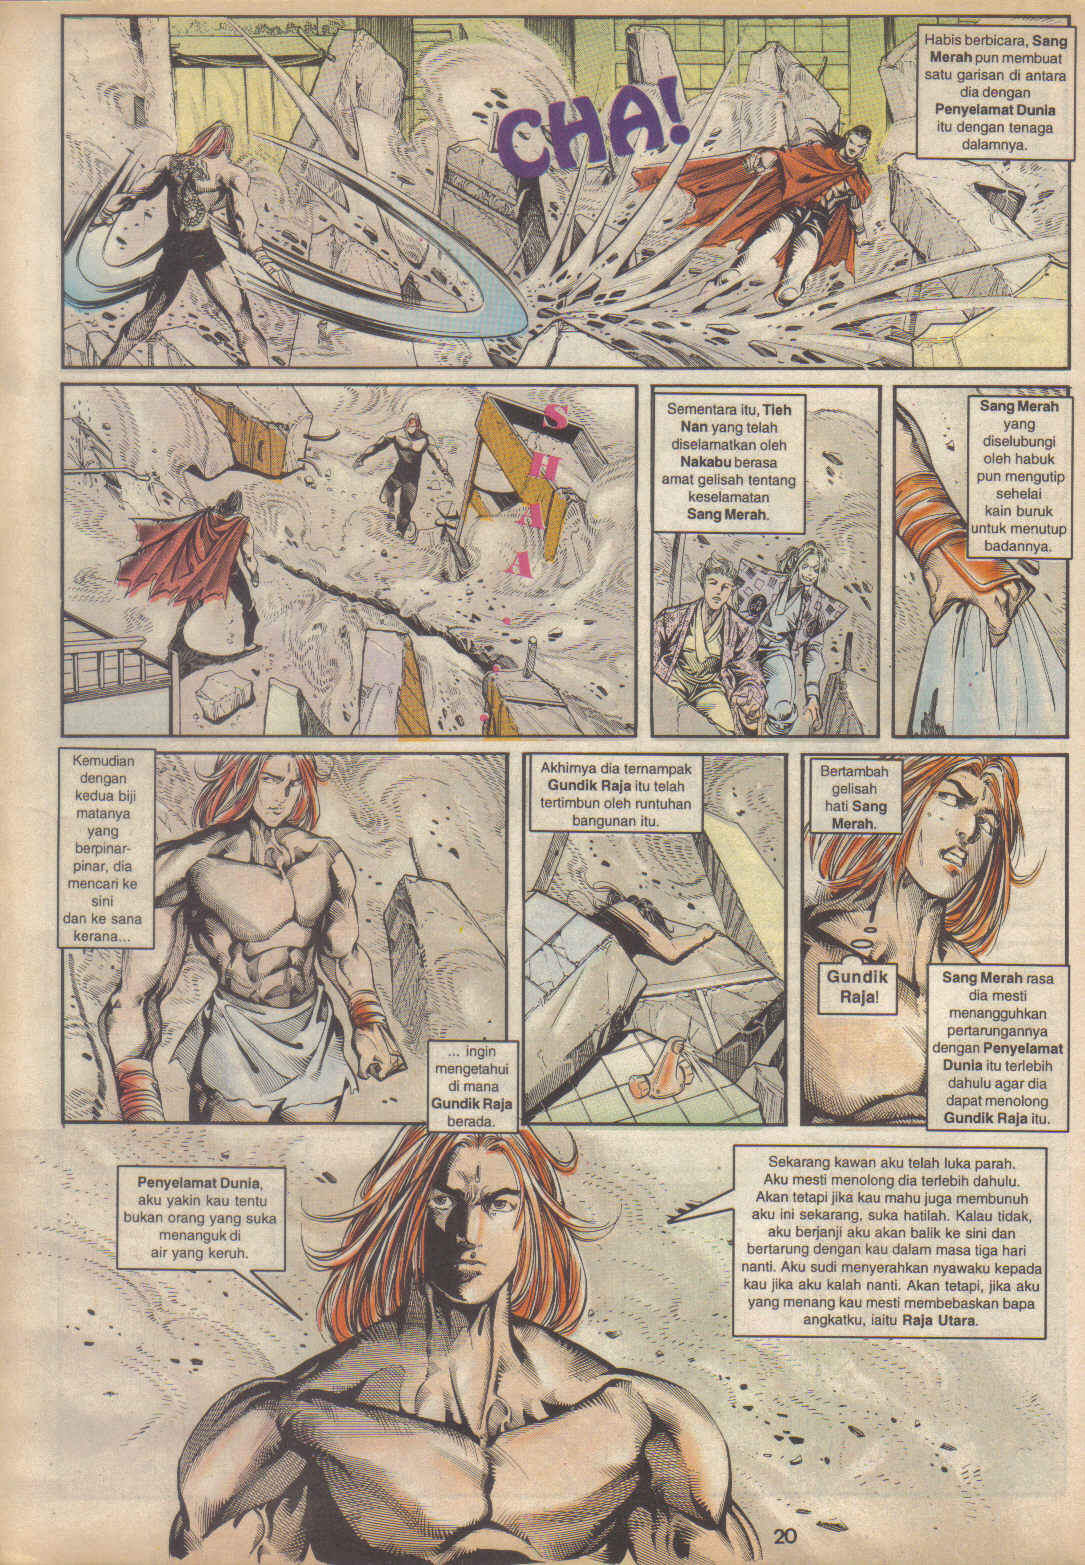 Habis berbicara, Sang
Merah pun membuat
satu garisan di antara
dia dengan
Penyelamat Dunia
itu dengan tenaga
dalamnya.
CHA!
SHAA...
Sementara itu, Tieh
Nan yang telah
diselamatkan oleh
Nakabu berasa
amat gelisah tentang
keselamatan
Sang Merah.
Sang Merah
yang
diselubungi
oleh habuk
pun mengutip
sehelai
kain buruk
untuk menutup
badannya.
Kemudian
dengan
kedua biji
matanya
yang
berpinar-
pinar, dia
mencari ke
sini
dan ke sana
kerana...
... ingin
mengetahui
di mana
Gundik Raja
berada.
Akhirnya dia ternampak
Gundik Raja itu telah
tertimbun oleh runtuhan
bangunan itu.
Bertambah
gelisah
hati Sang
Merah.
Gundik
Raja!
Sang Merah rasa
dia mesti
menangguhkan
pertarungannya
dengan Penyelamat
Dunia itu terlebih
dahulu agar dia
dapat menolong
Gundik Raja itu.
Penyelamat Dunia,
aku yakin kau tentu
bukan orang yang suka
menanguk di
air yang keruh.
Sekarang kawan aku telah luka parah.
Aku mesti menolong dia terlebih dahulu.
Akan tetapi jika kau mahu juga membunuh
aku ini sekarang, suka hatilah. Kalau tidak,
aku berjanji aku akan balik ke sini dan
bertarung dengan kau dalam masa tiga hari
nanti. Aku sudi menyerahkan nyawaku kepada
kau jika aku kalah nanti. Akan tetapi, jika aku
yang menang kau mesti membebaskan bapa
angkatku, iaitu Raja Utara.
20